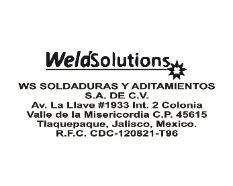 WeldSolutions
WS SOLDADURAS Y ADITAMIENTOS
S.A. DE C.V.
Av. La Llave #1933 Int. 2 Colonia
Valle de la Misericordia C.P. 45615
Tlaquepaque, Jalisco, Mexico.
R.F.C. CDC-120821-T96